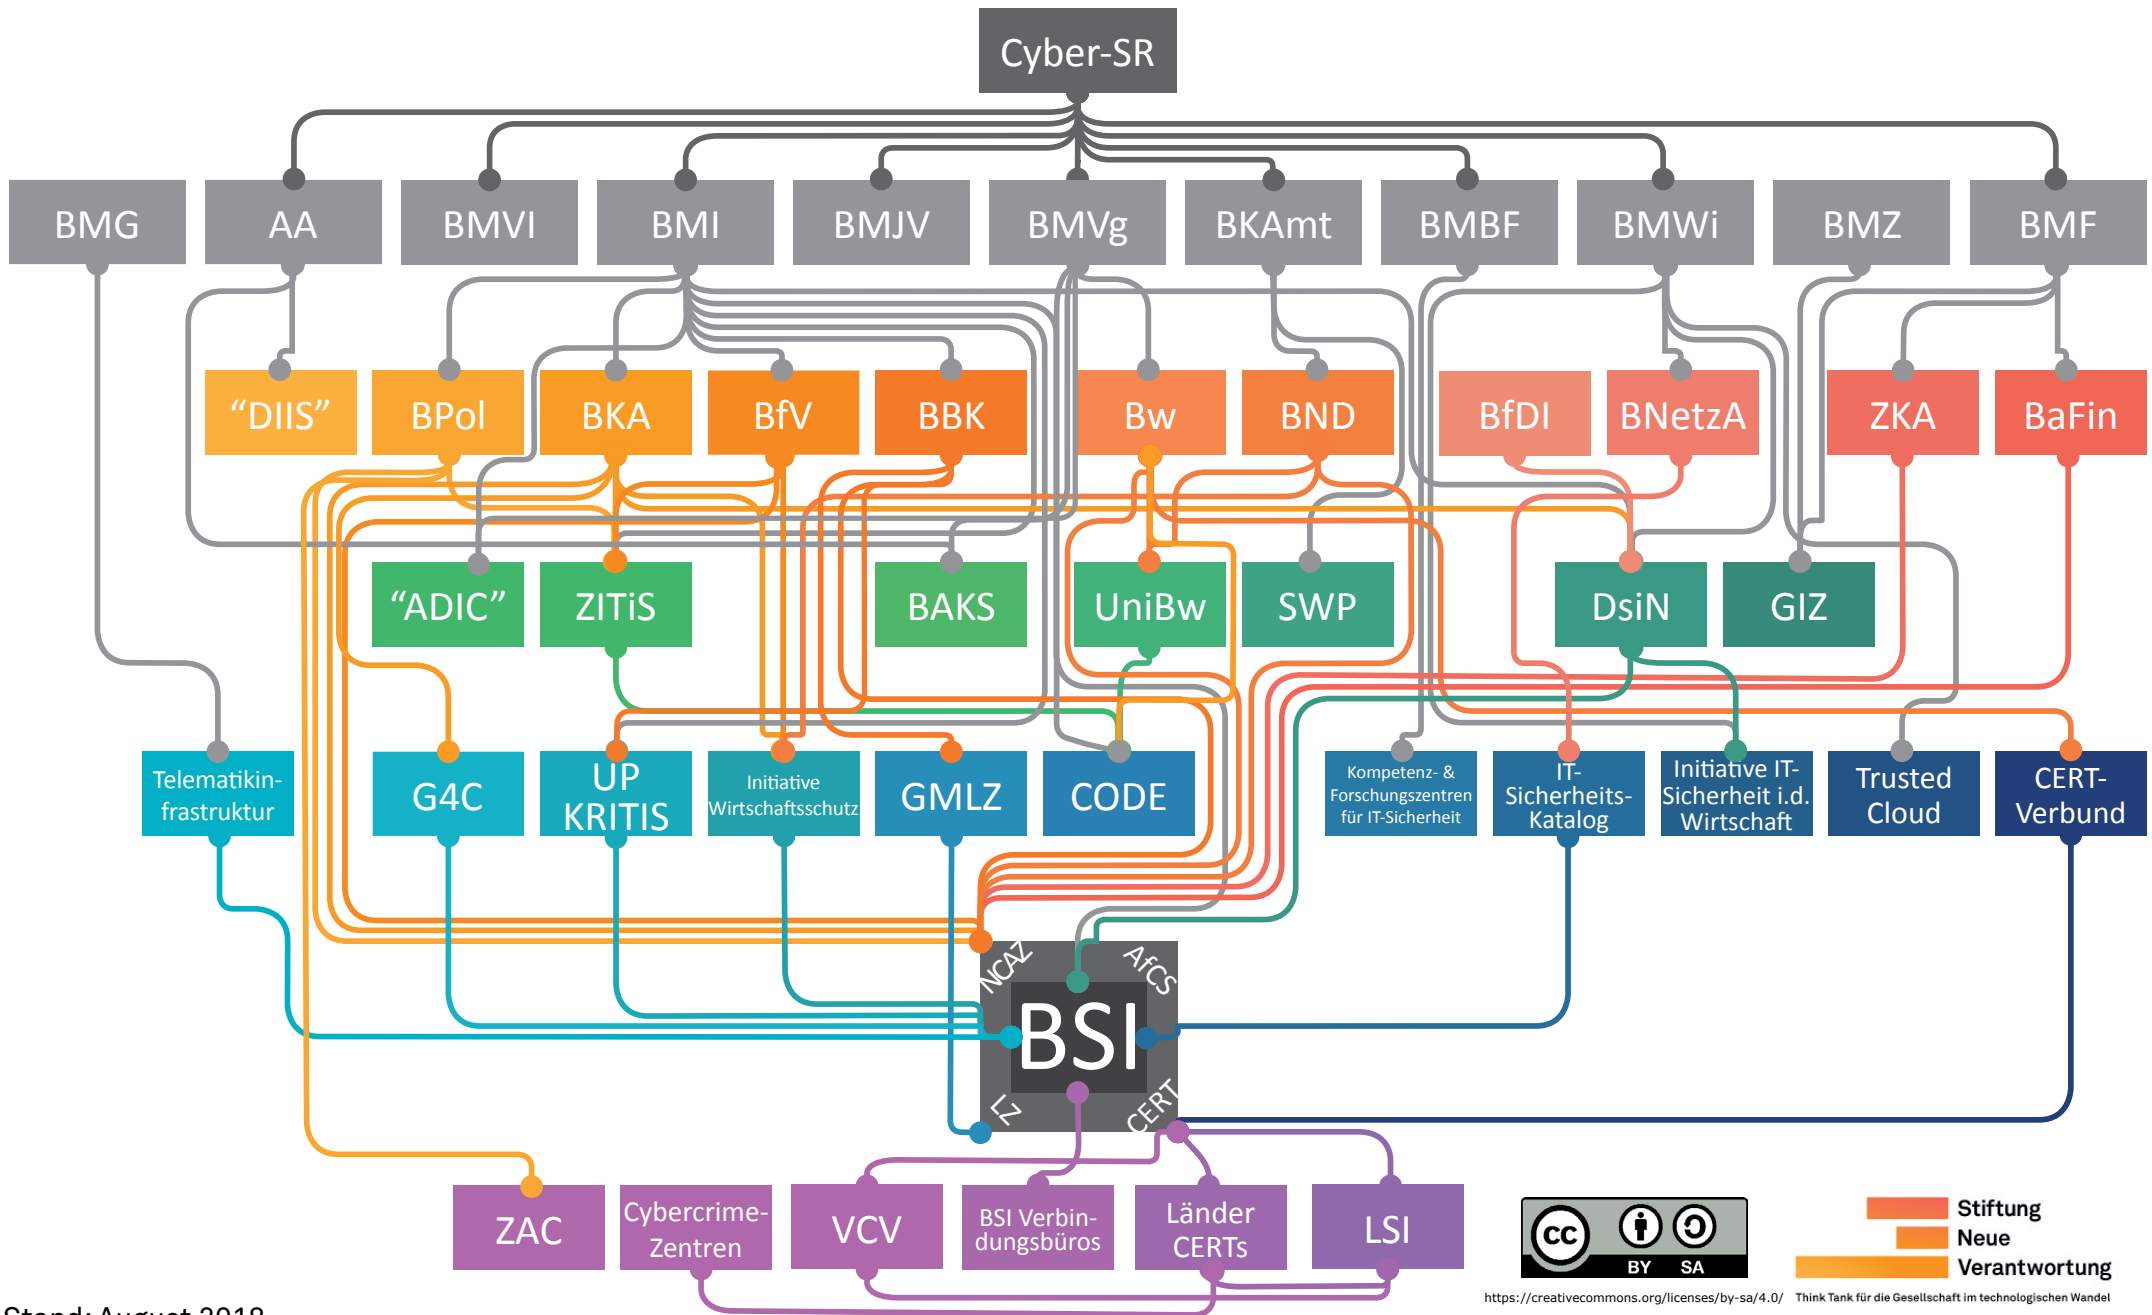 Cyber-SR
BMG
AA
BMVI
BMI
BMJV
BMVg
BKAmt
BMBF
BMWi
BMZ
BMF
“DIIS”
BPol
BKA
BfV
BBK
Bw
BND
BfDI
BNetzA
ZKA
BaFin
“ADIC”
ZITiS
BAKS
UniBw
SWP
DsiN
GIZ
Telematikin-
frastruktur
G4C
UP
KRITIS
Initiative
Wirtschaftsschutz
GMLZ
CODE
Kompetenz- &
Forschungszentren
für IT-Sicherheit
IT-
Sicherheits-
Katalog
Initiative IT-
Sicherheit i.d.
Wirtschaft
Trusted
Cloud
CERT-
Verbund
NCAZ
AfCS
BSI
LZ
CERT
ZAC
Cybercrime-
Zentren
VCV
BSI Verbin-
dungsbüros
Länder
CERTs
LSI
cc
BY SA
https://creativecommons.org/licenses/by-sa/4.0/
Stiftung
Neue
Verantwortung
Think Tank für die Gesellschaft im technologischen Wandel
Stand: August 2018